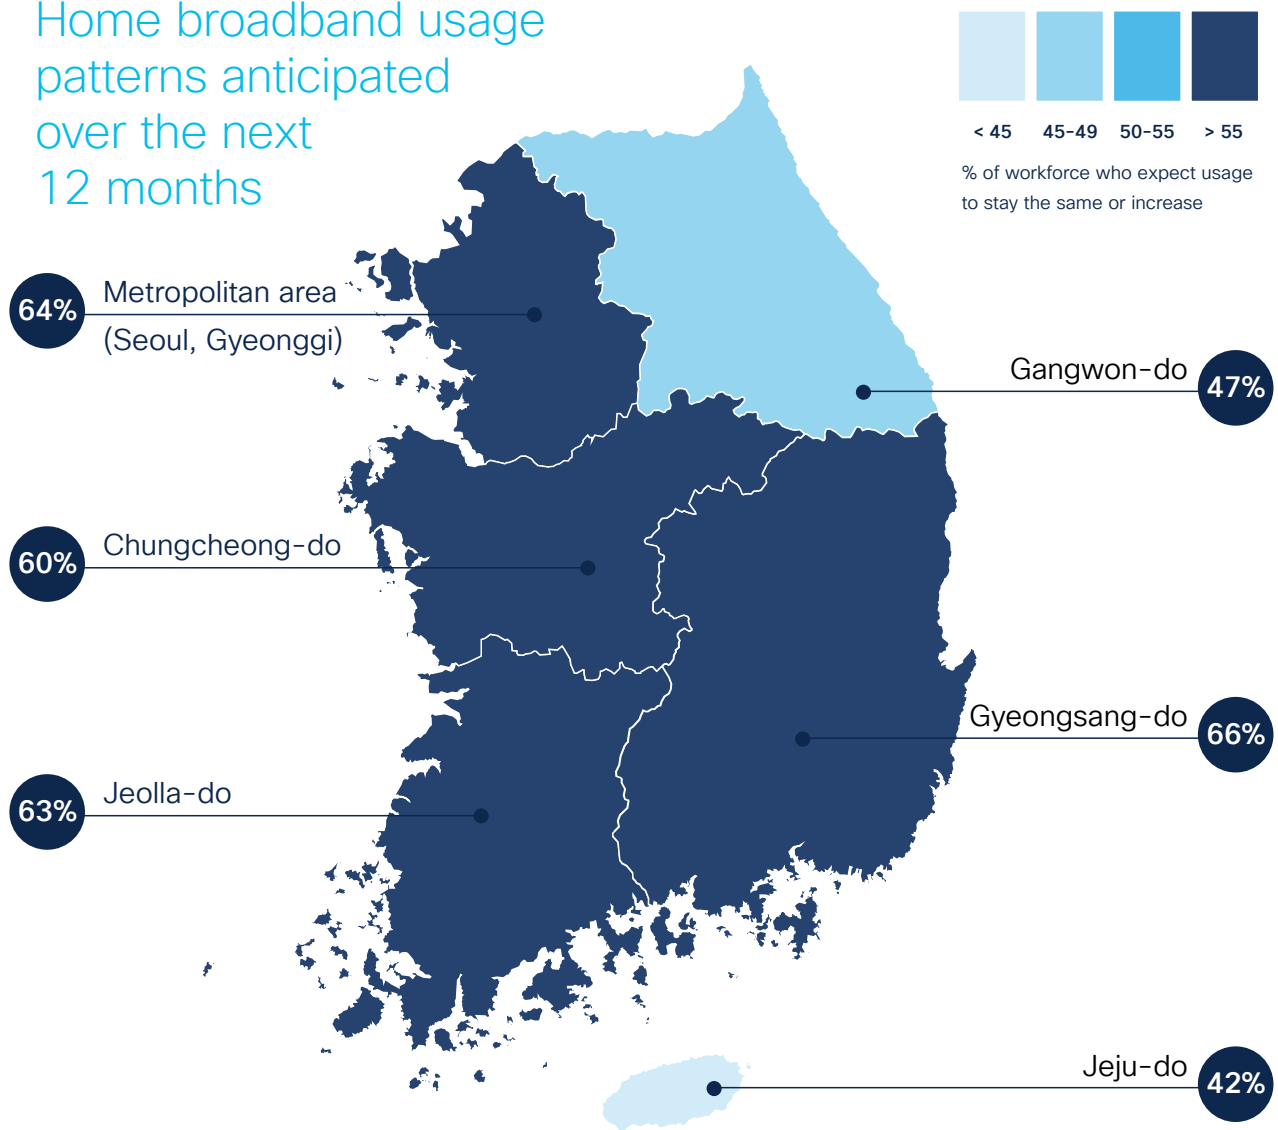 Home broadband usage
patterns anticipated
over the next
12 months
< 45
45-49
50-55
> 55
% of workforce who expect usage
to stay the same or increase
64%
Metropolitan area
(Seoul, Gyeonggi)
Gangwon-do
47%
60%
Chungcheong-do
Gyeongsang-do
66%
63%
Jeolla-do
Jeju-do
42%